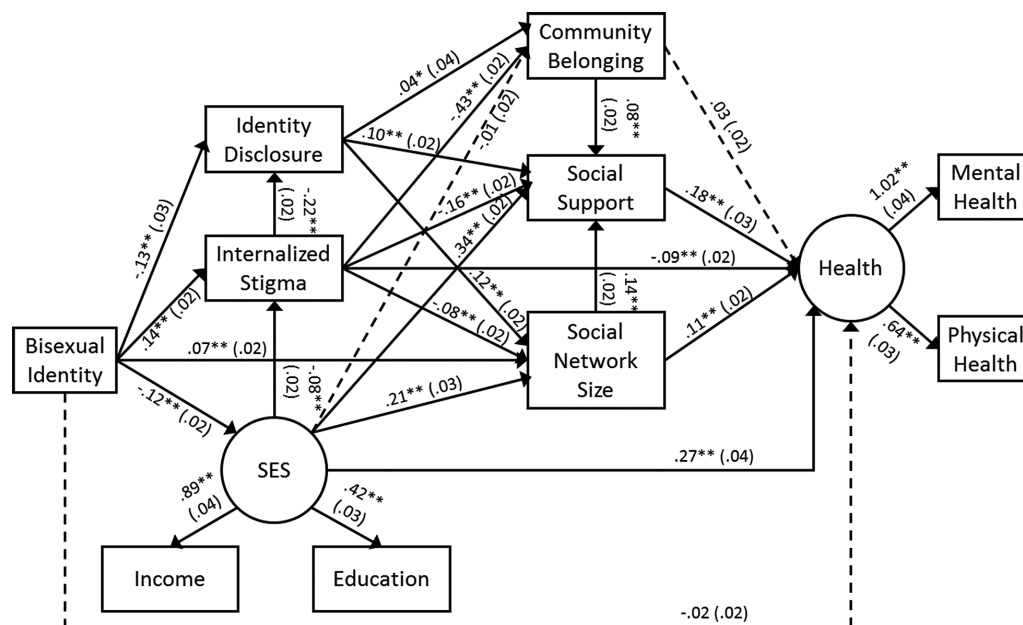 Community
Belonging
.04* (.04)
-.43** (.02)
-.01 (.02)
.08**
(.02)
.03 (.02)
Identity
Disclosure
.10** (.02)
Social
Support
Mental
Health
1.02**
(.04)
-.13** (.03)
-.22**
(.02)
-.16** (.02)
.34** (.02)
.18** (.03)
Internalized
Stigma
-.09** (.02)
Health
.14** (.02)
.12** (.02)
-.08** (.02)
.14**
(.02)
.11** (.02)
Social
Network
Size
.64**
(.03)
Physical
Health
Bisexual
Identity
.07** (.02)
-.08**
(.02)
.21** (.03)
-.12** (.02)
SES
.27** (.04)
.89**
(.04)
.42**
(.03)
Income
Education
-.02 (.02)